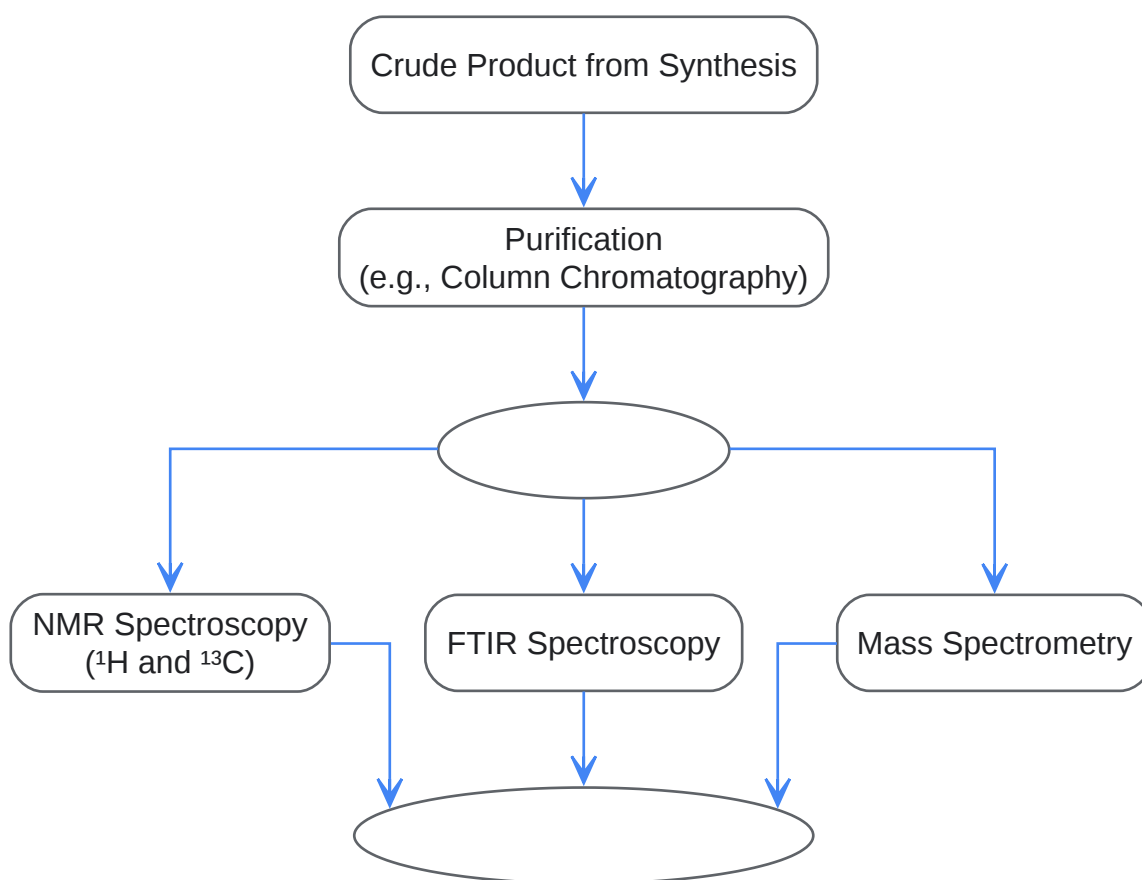 Crude Product from Synthesis
Purification
(e.g., Column Chromatography)
NMR Spectroscopy
(¹H and ¹³C)
FTIR Spectroscopy
Mass Spectrometry